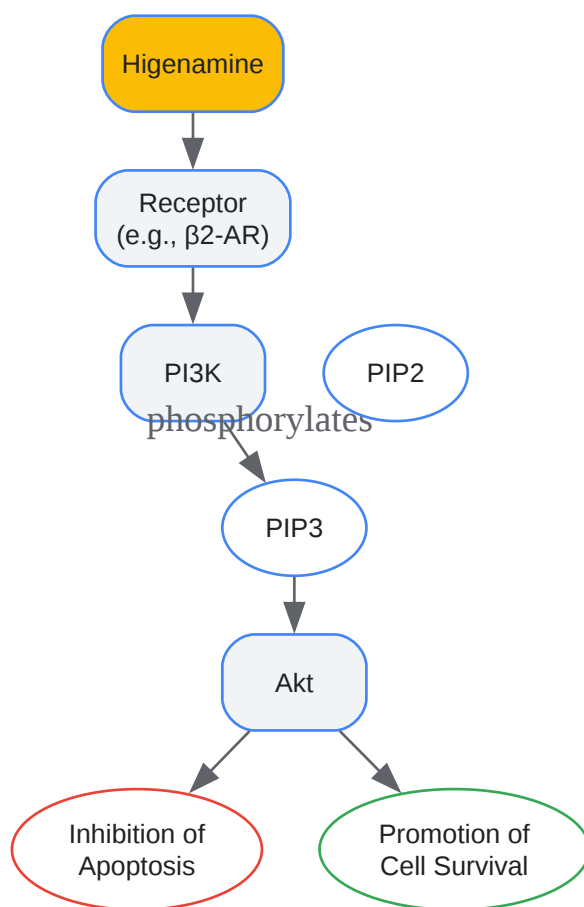 Higenamine
Receptor
(e.g., β2-AR)
PI3K
PIP2
phosphorylates
PIP3
Akt
Inhibition of
Apoptosis
Promotion of
Cell Survival